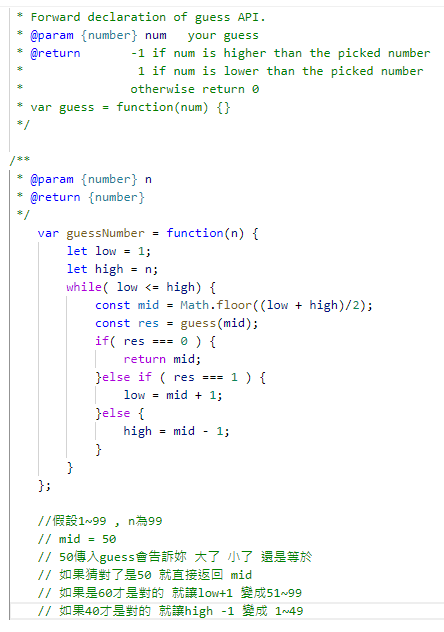 * Forward declaration of guess API.
* @param {number} num   your guess
* @return       -1 if num is higher than the picked number
*                1 if num is lower than the picked number
*               otherwise return 0
* var guess = function(num) {}
*/
/**
* @param {number} n
* @return {number}
*/
var guessNumber = function(n) {
let low = 1;
let high = n;
while( low <= high) {
const mid = Math.floor((low + high)/2);
const res = guess(mid);
if( res === 0 ) {
return mid;
}else if ( res === 1 ) {
low = mid + 1;
}else {
high = mid - 1;
}
}
};
//假設1~99 , n為99
// mid = 50
// 50傳入guess會告訴妳 大了 小了 還是等於
// 如果猜對了是50 就直接返回 mid
// 如果是60才是對的 就讓low+1 變成51~99
// 如果40才是對的 就讓high -1 變成 1~49